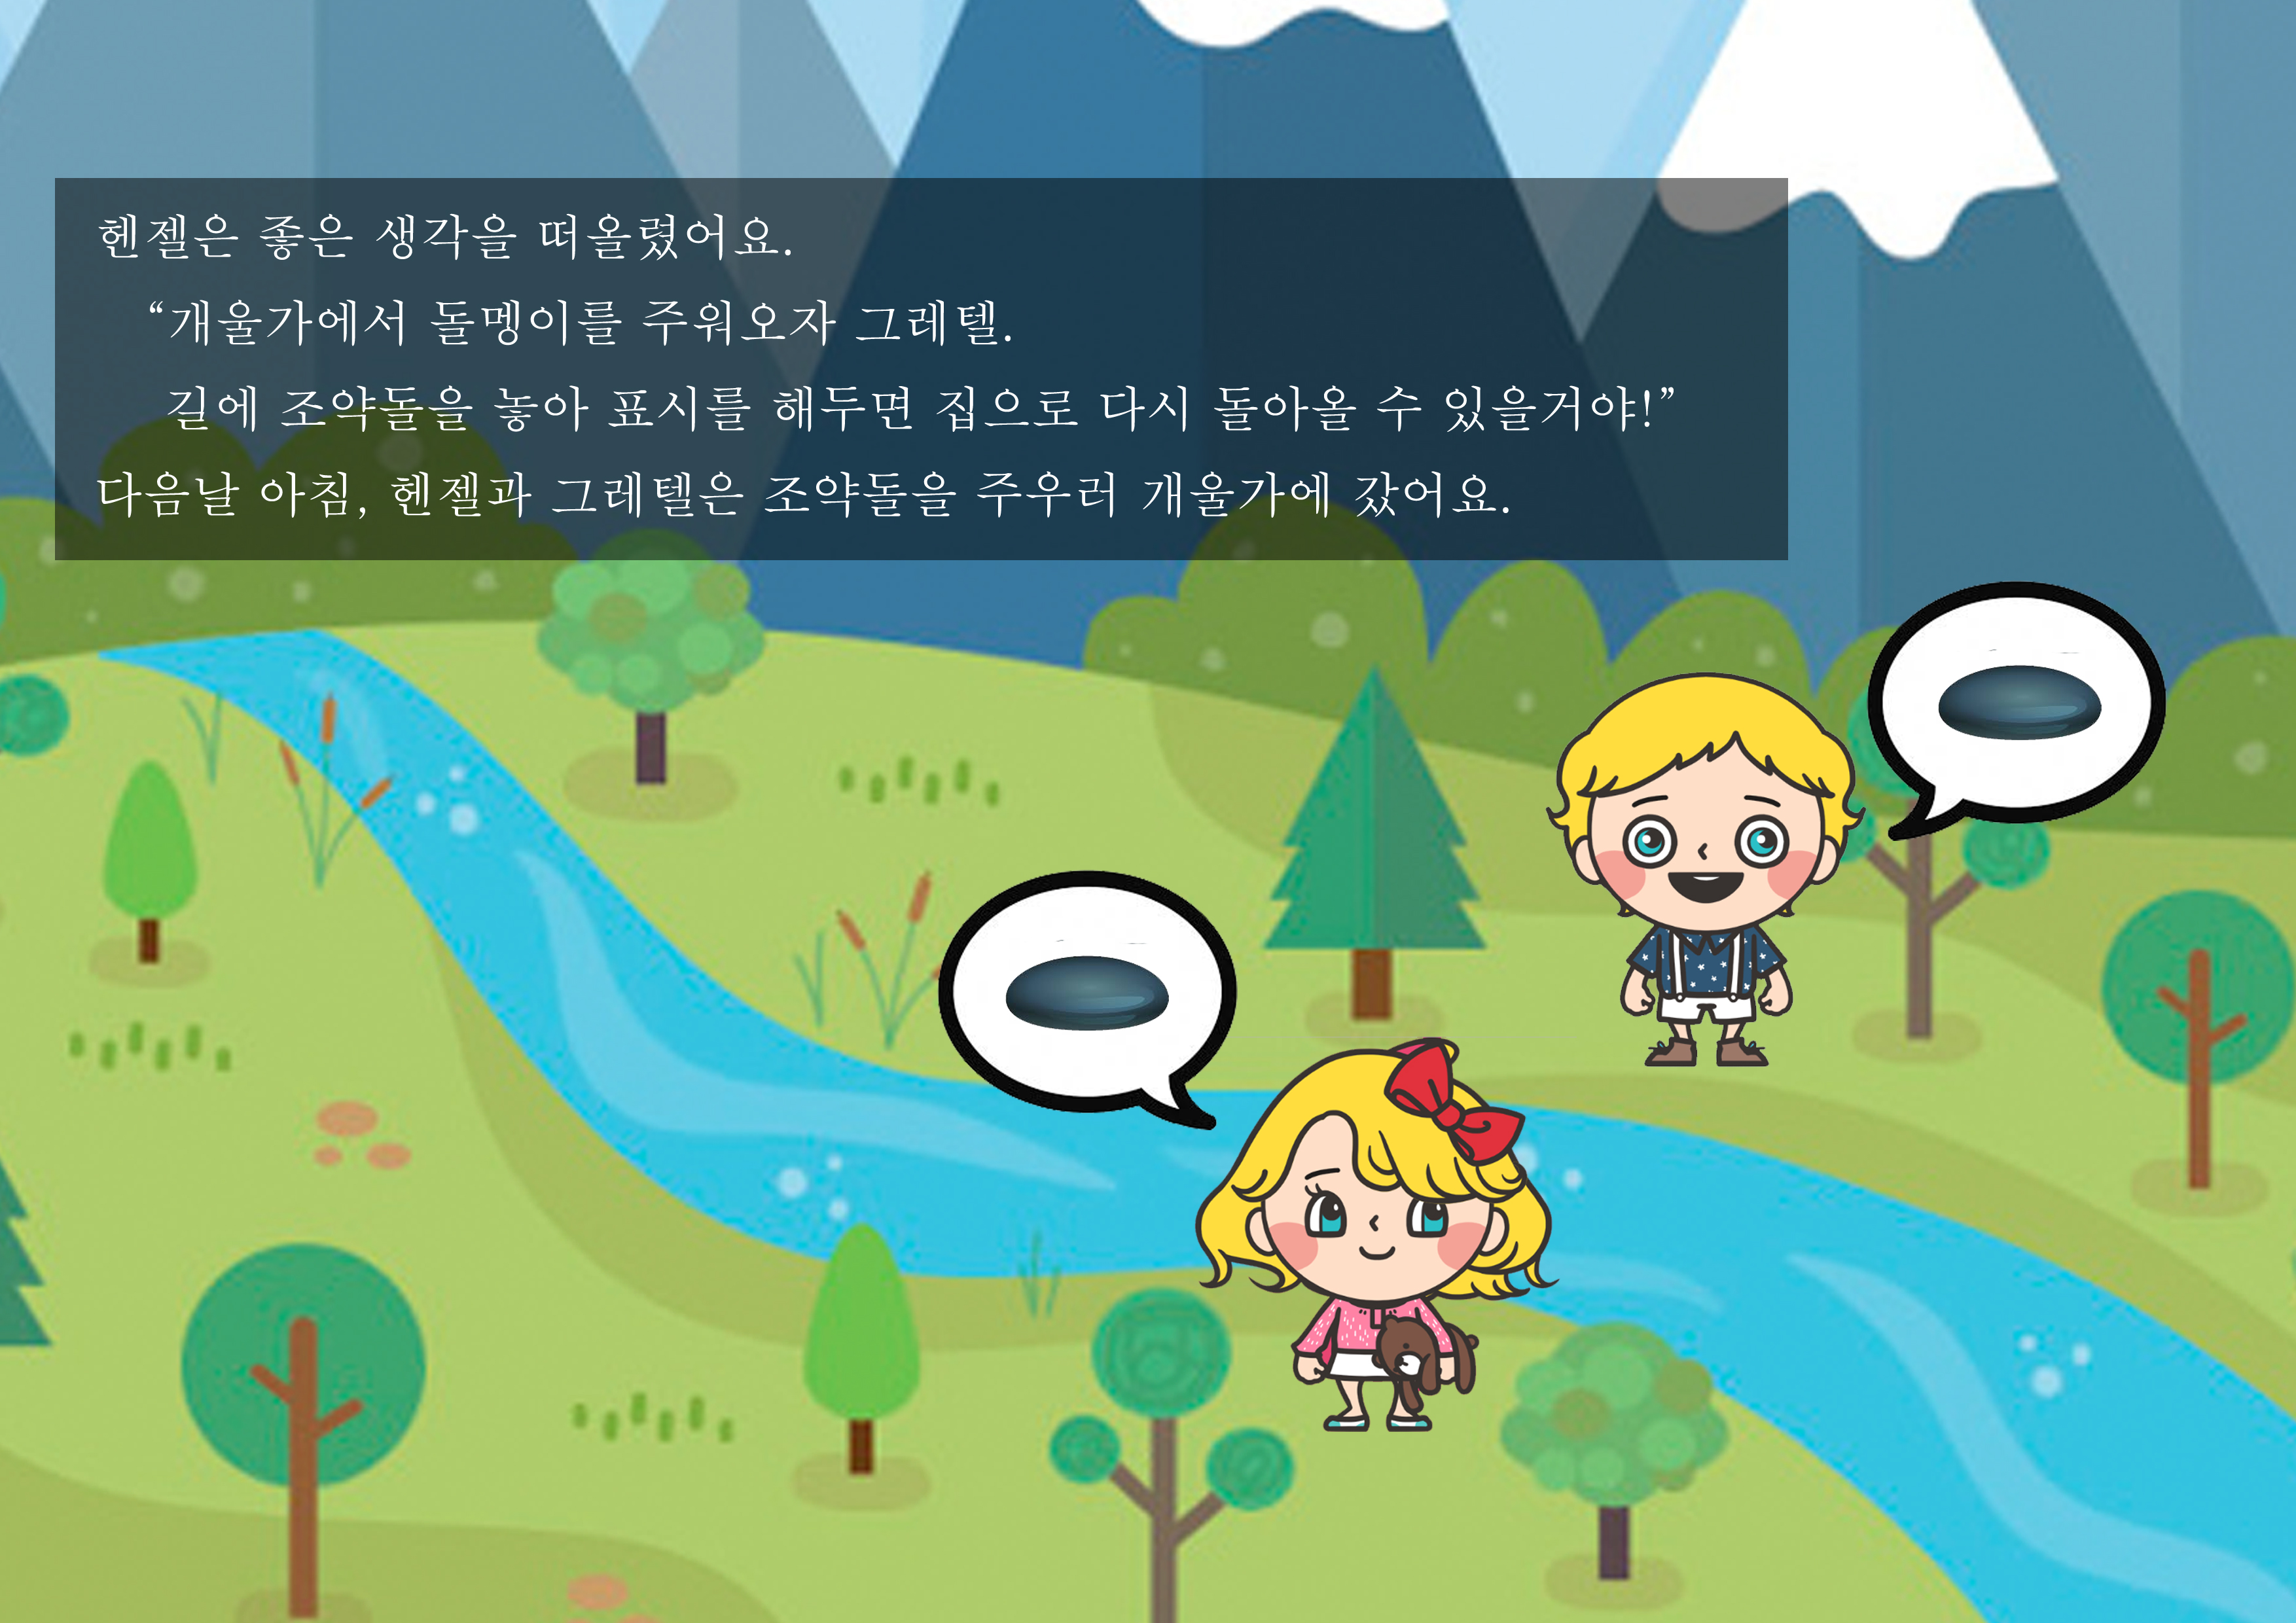 헨젤은 좋은 생각을 떠올렸어요.
“개울가에서 돌멩이를 주워오자 그레텔.
길에 조약돌을 놓아 표시를 해두면 집으로 다시 돌아올 수 있을거야!”
다음날 아침, 헨젤과 그레텔은 조약돌을 주우러 개울가에 갔어요.